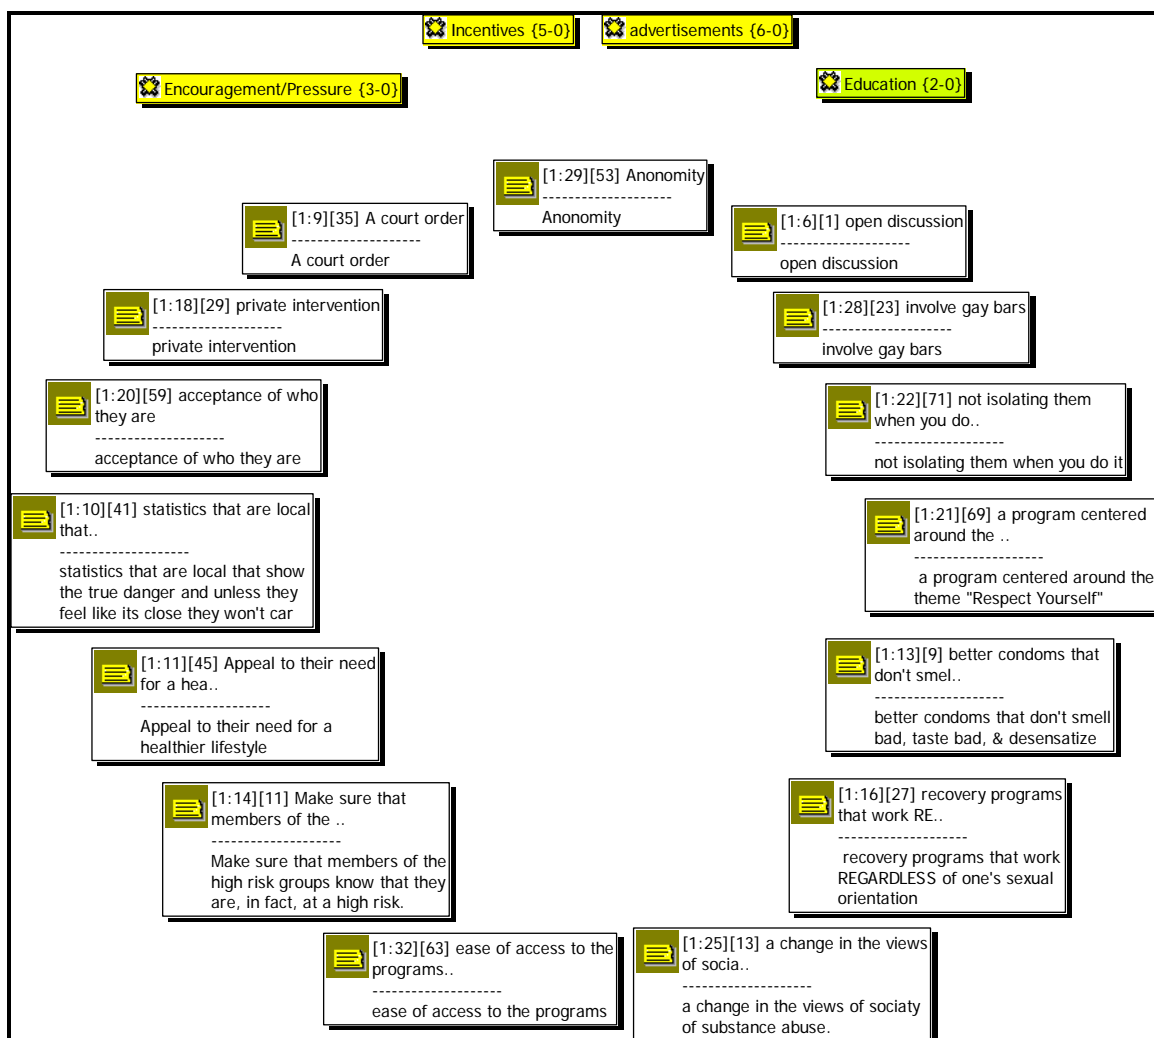 Incentives {5-0}
advertisements {6-0}
Encouragement/Pressure {3-0}
Education {2-0}
[1:29][53] Anonomity
--------------------
Anonomity
[1:9][35] A court order
--------------------
A court order
[1:6][1] open discussion
--------------------
open discussion
[1:18][29] private intervention
--------------------
private intervention
[1:28][23] involve gay bars
--------------------
involve gay bars
[1:20][59] acceptance of who
they are
--------------------
acceptance of who they are
[1:22][71] not isolating them
when you do..
--------------------
not isolating them when you do it
[1:10][41] statistics that are local
that..
--------------------
statistics that are local that show
the true danger and unless they
feel like its close they won't car
[1:21][69] a program centered
around the ..
--------------------
a program centered around the
theme "Respect Yourself"
[1:11][45] Appeal to their need
for a hea..
--------------------
Appeal to their need for a
healthier lifestyle
[1:13][9] better condoms that
don't smel..
--------------------
better condoms that don't smell
bad, taste bad, & desensatize
[1:14][11] Make sure that
members of the ..
--------------------
Make sure that members of the
high risk groups know that they
are, in fact, at a high risk.
[1:16][27] recovery programs
that work RE..
--------------------
recovery programs that work
REGARDLESS of one's sexual
orientation
[1:32][63] ease of access to the
programs..
--------------------
ease of access to the programs
[1:25][13] a change in the views
of socia..
--------------------
a change in the views of sociaty
of substance abuse.